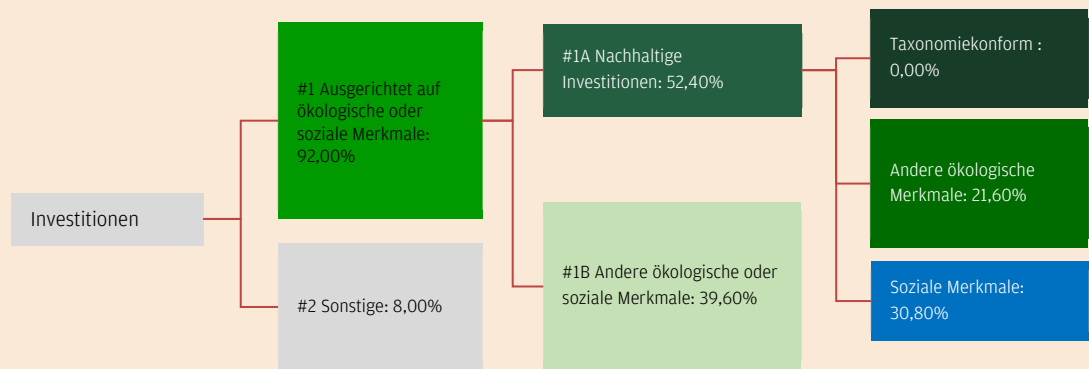 Investitionen
#1 Ausgerichtet auf
ökologische oder
soziale Merkmale:
92,00%
#2 Sonstige: 8,00%
#1A Nachhaltige
Investitionen: 52,40%
#1B Andere ökologische oder
soziale Merkmale: 39,60%
Taxonomiekonform :
0,00%
Andere ökologische
Merkmale: 21,60%
Soziale Merkmale:
30,80%